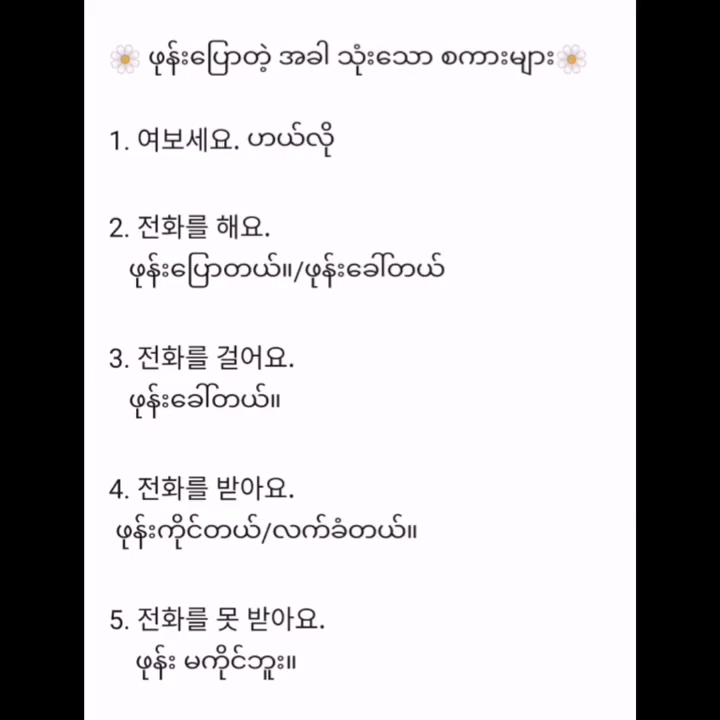 🌼 ဖုန်းပြောတဲ့ အခါ သုံးသော စကားများ🌼
1. 여보세요. ဟယ်လို
2. 전화를 해요.
ဖုန်းပြောတယ်။/ဖုန်းခေါ်တယ်
3. 전화를 걸어요.
ဖုန်းခေါ်တယ်။
4. 전화를 받아요.
ဖုန်းကိုင်တယ်/လက်ခံတယ်။
5. 전화를 못 받아요.
ဖုန်း မကိုင်ဘူး။